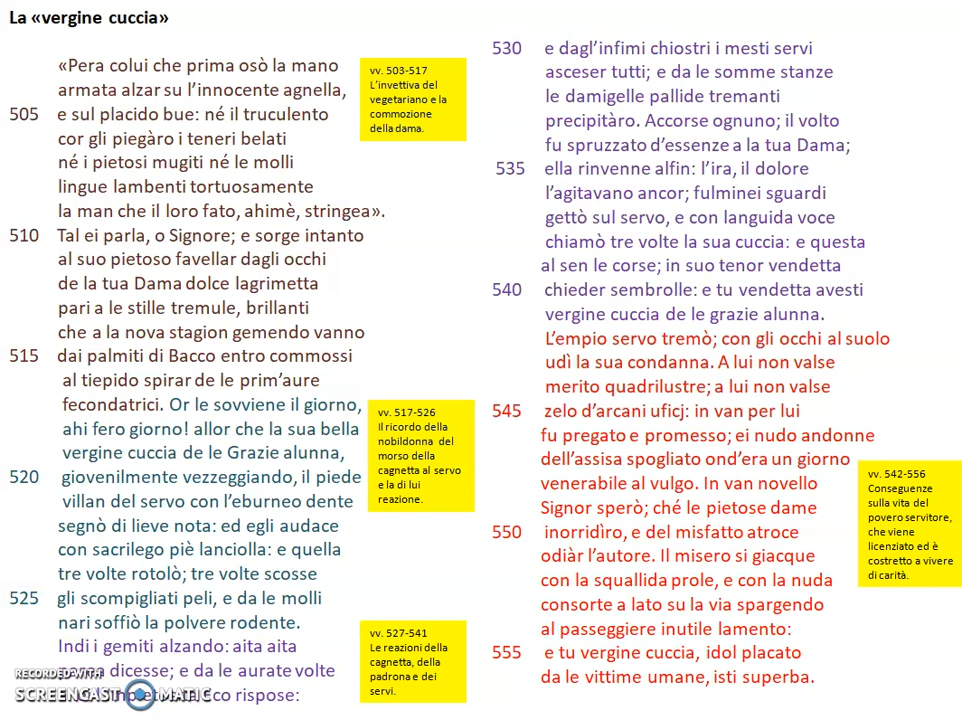 La «vergine cuccia»
«Pera colui che prima osò la mano
armata alzar su l’innocente agnella,
505 e sul placido bue: né il truculento
cor gli piegàro i teneri belati
né i pietosi mugiti né le molli
lingue lambenti tortuosamente
la man che il loro fato, ahimè, stringea».
510 Tal ei parla, o Signore; e sorge intanto
al suo pietoso favellar dagli occhi
de la tua Dama dolce lagrimetta
pari a le stille tremule, brillanti
che a la nova stagion gemendo vanno
515 dai palmiti di Bacco entro commossi
al tiepido spirar de le prim’aure
fecondatrici. Or le sovviene il giorno,
ahi fero giorno! allor che la sua bella
vergine cuccia de le Grazie alunna,
520 giovenilmente vezzeggiando, il piede
villan del servo con l’eburneo dente
segnò di lieve nota: ed egli audace
con sacrilego piè lanciolla: e quella
tre volte rotolò; tre volte scosse
525 gli scompigliati peli, e da le molli
nari soffiò la polvere rodente.
Indi i gemiti alzando: aita aita
dicesse; e da le aurate volte
rispose:
vv. 503-517
L’invettiva del
vegetariano e la
commozione
della dama.
vv. 517-526
Il ricordo della
nobildonna del
morso della
cagnetta al servo
e la di lui
reazione.
vv. 527-541
Le reazioni della
cagnetta, della
padrona e dei
servi.
530 e dagl’infimi chiostri i mesti servi
asceser tutti; e da le somme stanze
le damigelle pallide tremanti
precipitàro. Accorse ognuno; il volto
fu spruzzato d’essenze a la tua Dama;
535 ella rinvenne alfin: l’ira, il dolore
l’agitavano ancor; fulminei sguardi
gettò sul servo, e con languida voce
chiamò tre volte la sua cuccia: e questa
al sen le corse; in suo tenor vendetta
540 chieder sembrolle: e tu vendetta avesti
vergine cuccia de le grazie alunna.
L’empio servo tremò; con gli occhi al suolo
udì la sua condanna. A lui non valse
merito quadrilustre; a lui non valse
545 zelo d’arcani uficj: in van per lui
fu pregato e promesso; ei nudo andonne
dell’assisa spogliato ond’era un giorno
venerabile al vulgo. In van novello
Signor sperò; ché le pietose dame
550 inorridìro, e del misfatto atroce
odiàr l’autore. Il misero si giacque
con la squallida prole, e con la nuda
consorte a lato su la via spargendo
al passeggiere inutile lamento:
555 e tu vergine cuccia, idol placato
da le vittime umane, isti superba.
vv. 542-556
Conseguenze
sulla vita del
povero servitore,
che viene
licenziato ed è
costretto a vivere
di carità.
RECORDED WITH
SCREENCAST MATIC